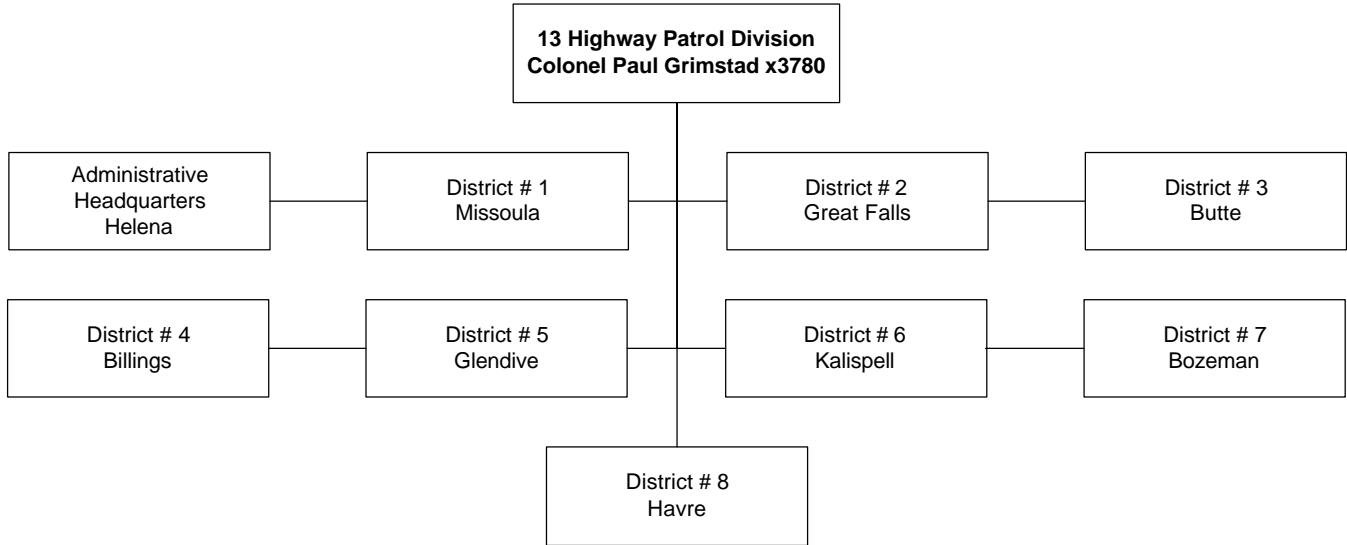 13 Highway Patrol Division
Colonel Paul Grimstad x3780
Administrative
Headquarters
Helena
District # 1
Missoula
District # 2
Great Falls
District # 3
Butte
District # 4
Billings
District # 5
Glendive
District # 6
Kalispell
District # 7
Bozeman
District # 8
Havre